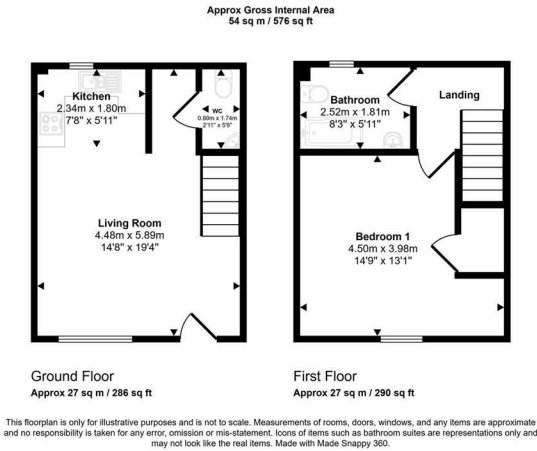 Approx Gross Internal Area
54 sq m / 576 sq ft
Kitchen
2.34m x 1.80m
7'8" x 5'11"
WC
0.89m x 1.74m
2'11" x 5'9"
Living Room
4.48m x 5.89m
14'8" x 19'4"
Bathroom
2.52m x 1.81m
8'3" x 5'11"
Landing
Bedroom 1
4.50m x 3.98m
14'9" x 13'1"
Ground Floor
Approx 27 sq m / 286 sq ft
First Floor
Approx 27 sq m / 290 sq ft
This floorplan is only for illustrative purposes and is not to scale. Measurements of rooms, doors, windows, and any items are approximate
and no responsibility is taken for any error, omission or mis-statement. Icons of items such as bathroom suites are representations only and
may not look like the real items. Made with Made Snappy 360.